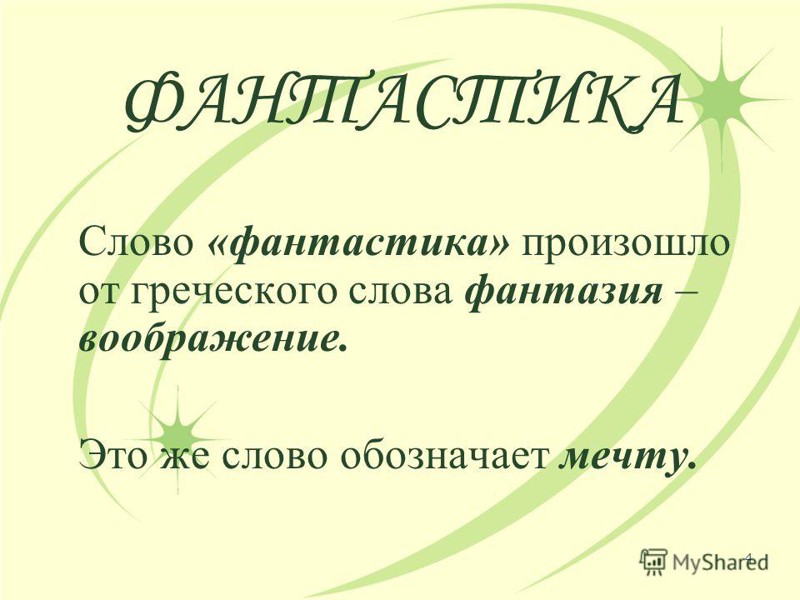 ФАНТАСТИКА
Слово «фантастика» произошло
от греческого слова фантазия –
воображение.
Это же слово обозначает мечту.
4
MyShared